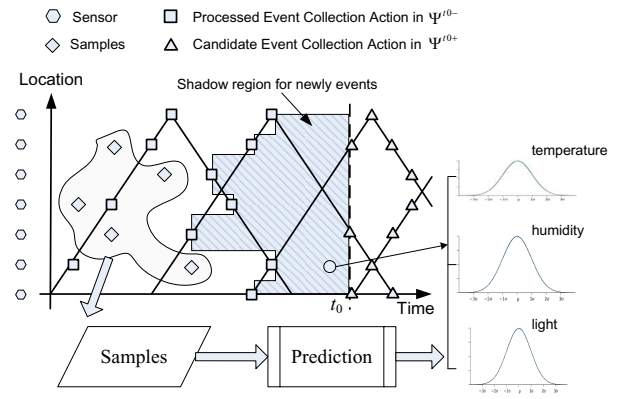 Sensor
Processed Event Collection Action in Ψ^{t0−}
Samples
Candidate Event Collection Action in Ψ^{t0+}
Location
Shadow region for newly events
temperature
humidity
t₀
Time
light
Samples
Prediction